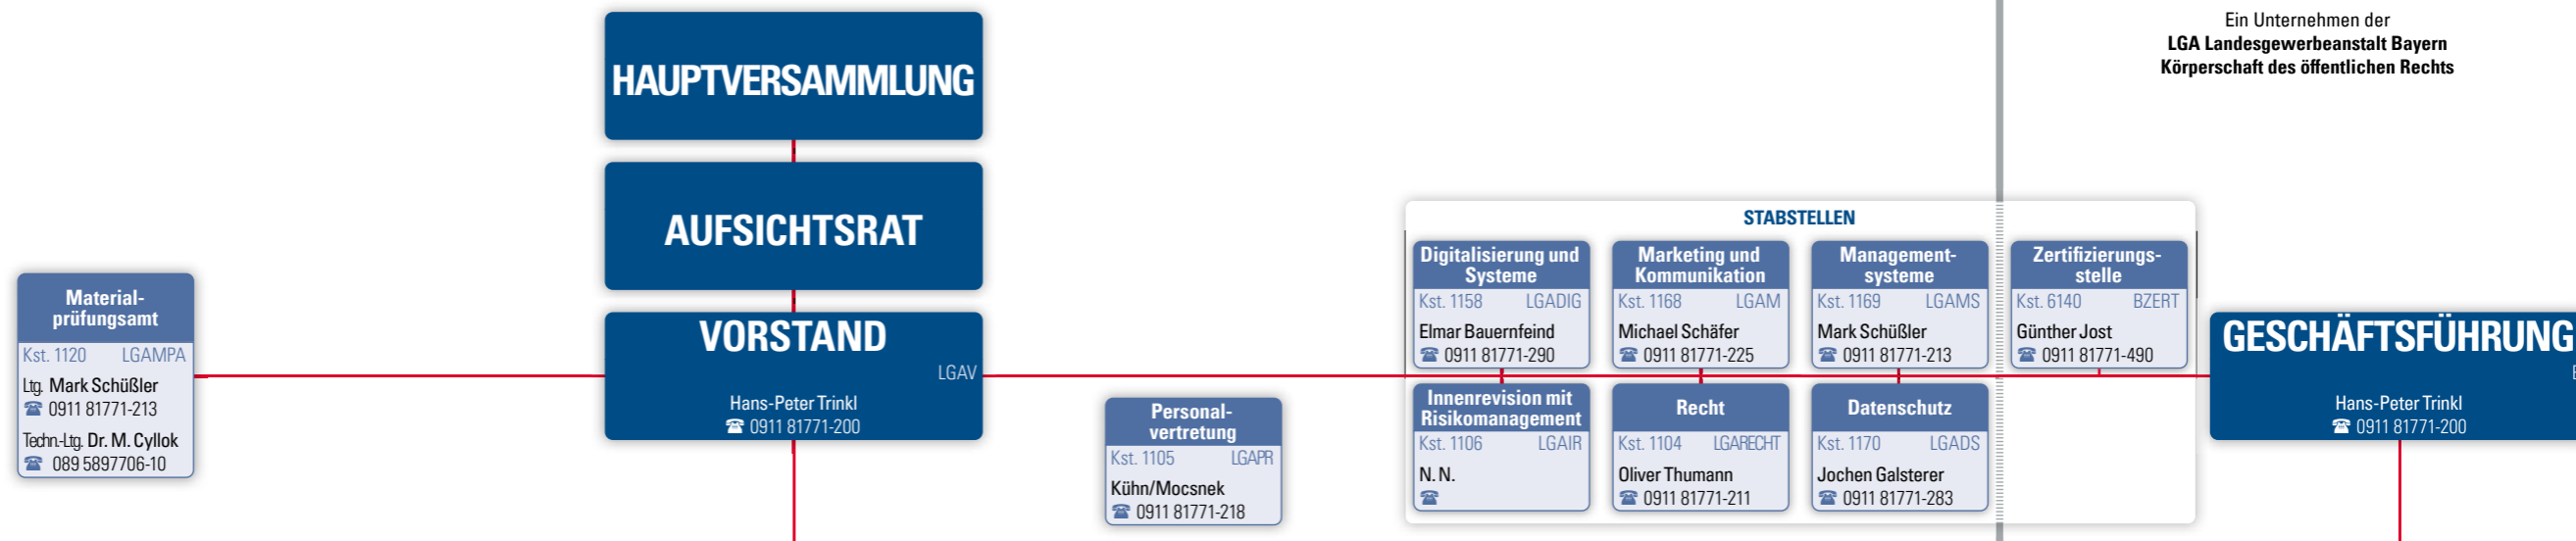 Ein Unternehmen der
LGA Landesgewerbeanstalt Bayern
Körperschaft des öffentlichen Rechts
HAUPTVERSAMMLUNG
AUFSICHTSRAT
VORSTAND
LGAV
Hans-Peter Trinkl
☎ 0911 81771-200
Material-
prüfungsamt
Kst. 1120 LGAMPA
Ltg. Mark Schüßler
☎ 0911 81771-213
Techn.-Ltg. Dr. M. Cyllok
☎ 089 5897706-10
Personal-
vertretung
Kst. 1105 LGAPR
Kühn/Mocsnek
☎ 0911 81771-218
STABSTELLEN
Digitalisierung und
Systeme
Kst. 1158 LGADIG
Elmar Bauernfeind
☎ 0911 81771-290
Marketing und
Kommunikation
Kst. 1168 LGAM
Michael Schäfer
☎ 0911 81771-225
Management-
systeme
Kst. 1169 LGAMS
Mark Schüßler
☎ 0911 81771-213
Zertifizierungs-
stelle
Kst. 6140 BZERT
Günther Jost
☎ 0911 81771-490
Innenrevision mit
Risikomanagement
Kst. 1106 LGAIR
N. N.
☎
Recht
Kst. 1104 LGARECHT
Oliver Thumann
☎ 0911 81771-211
Datenschutz
Kst. 1170 LGADS
Jochen Galsterer
☎ 0911 81771-283
GESCHÄFTSFÜHRUNG
Hans-Peter Trinkl
☎ 0911 81771-200